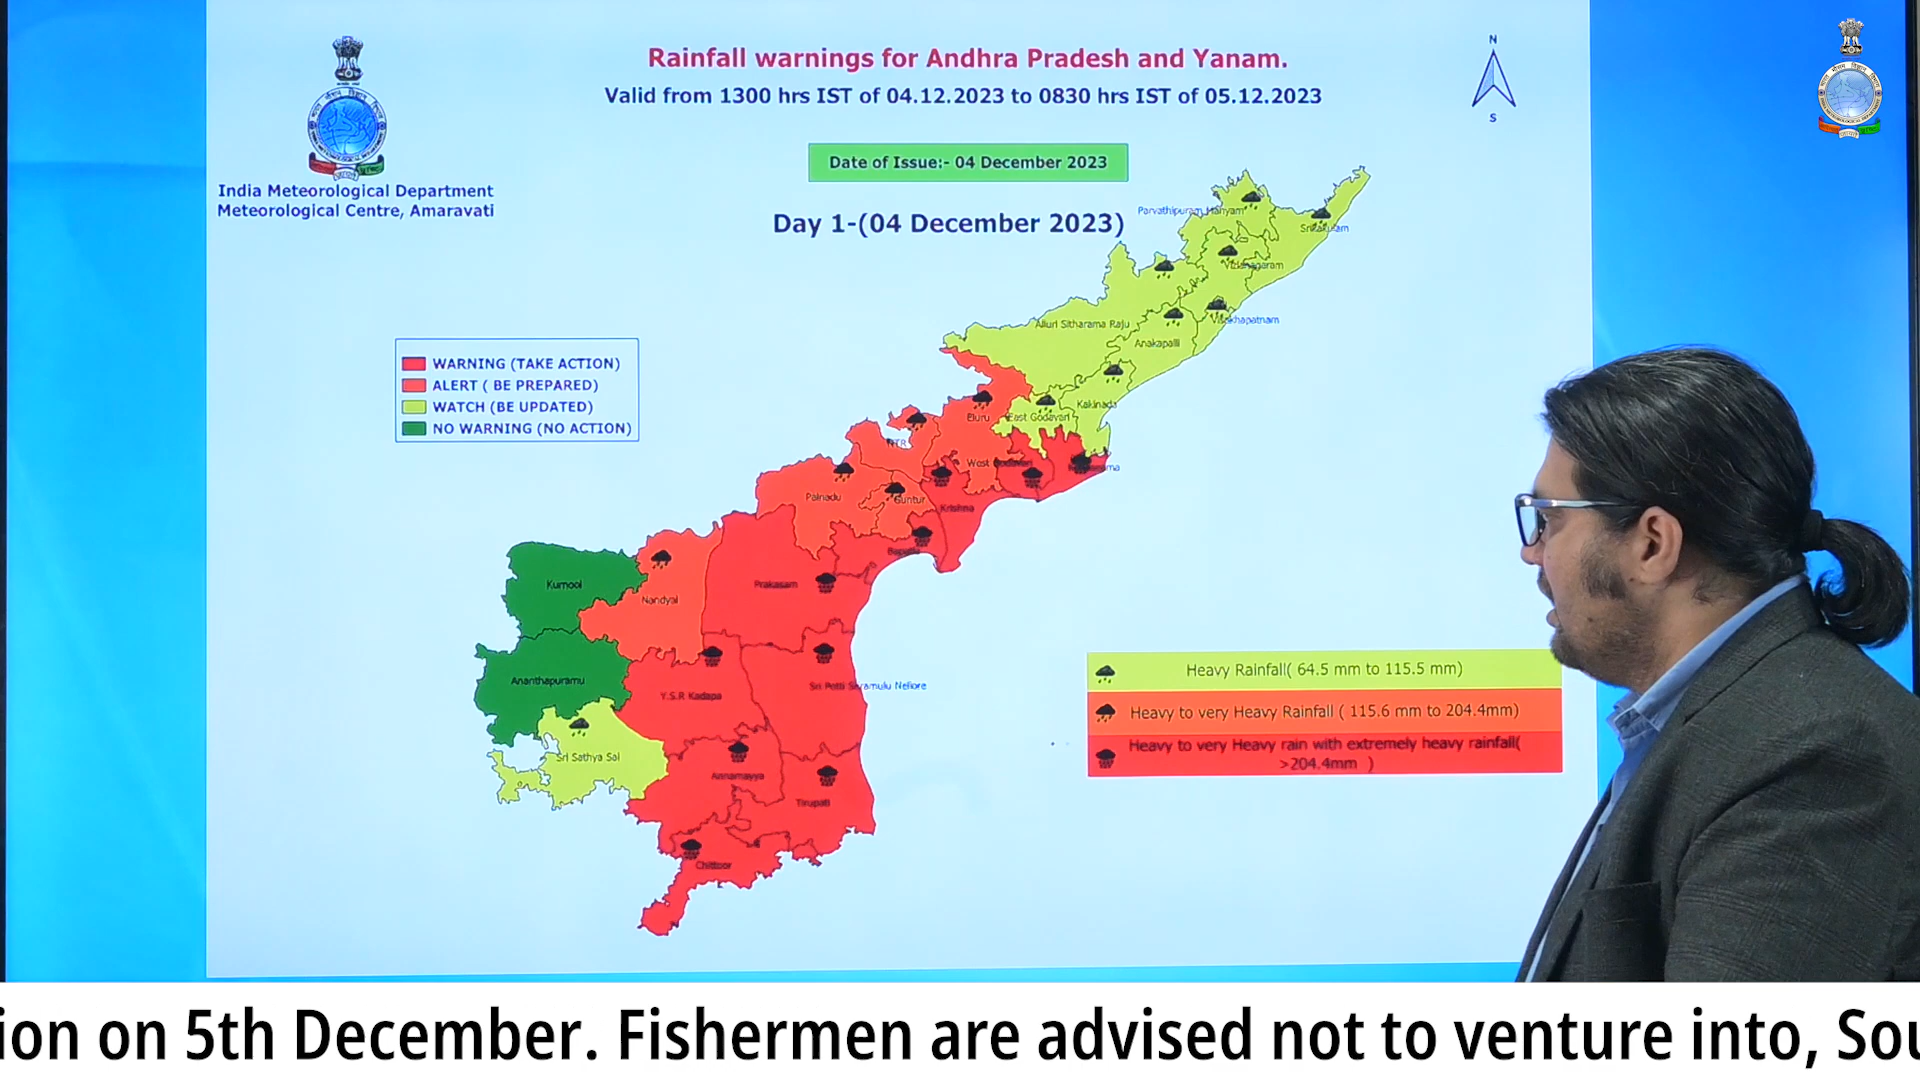 Rainfall warnings for Andhra Pradesh and Yanam.
Valid from 1300 hrs IST of 04.12.2023 to 0830 hrs IST of 05.12.2023
N
S
Date of Issue:- 04 December 2023
India Meteorological Department
Meteorological Centre, Amaravati
Day 1-(04 December 2023)
Parvathipuram Manyam
Srikakulam
Vizianagaram
Visakhapatnam
Alluri Sitharama Raju
Anakapalli
WARNING (TAKE ACTION)
ALERT ( BE PREPARED)
WATCH (BE UPDATED)
NO WARNING (NO ACTION)
Kakinada
Eluru
East Godavari
NTR
West Godavari
Palnadu
Guntur
Krishna
Bapatla
Kurnool
Prakasam
Nandyal
Ananthapuramu
Y.S.R Kadapa
Sri Potti Sriramulu Nellore
Sri Sathya Sai
Annamayya
Tirupati
Chittoor
Heavy Rainfall( 64.5 mm to 115.5 mm)
Heavy to very Heavy Rainfall ( 115.6 mm to 204.4mm)
Heavy to very Heavy rain with extremely heavy rainfall(
>204.4mm )
ion on 5th December. Fishermen are advised not to venture into, Sou